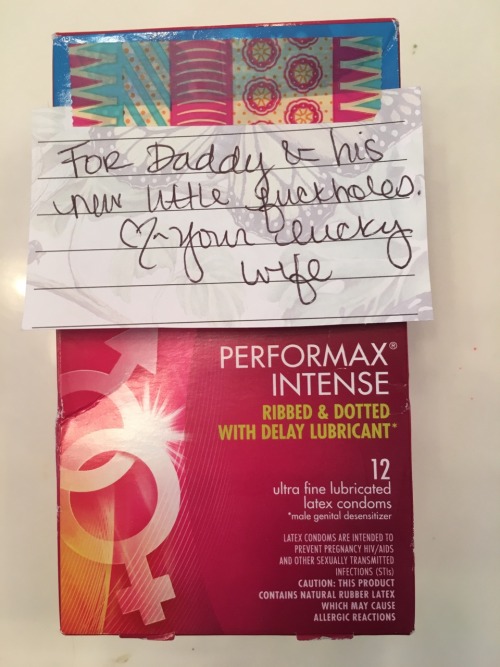 For Daddy & his
new little fuckholes.
♡~Your lucky
wife
PERFORMAX®
INTENSE
RIBBED & DOTTED
WITH DELAY LUBRICANT*
12
ultra fine lubricated
latex condoms
*male genital desensitizer
LATEX CONDOMS ARE INTENDED TO
PREVENT PREGNANCY HIV/AIDS
AND OTHER SEXUALLY TRANSMITTED
INFECTIONS (STIs)
CAUTION: THIS PRODUCT
CONTAINS NATURAL RUBBER LATEX
WHICH MAY CAUSE
ALLERGIC REACTIONS